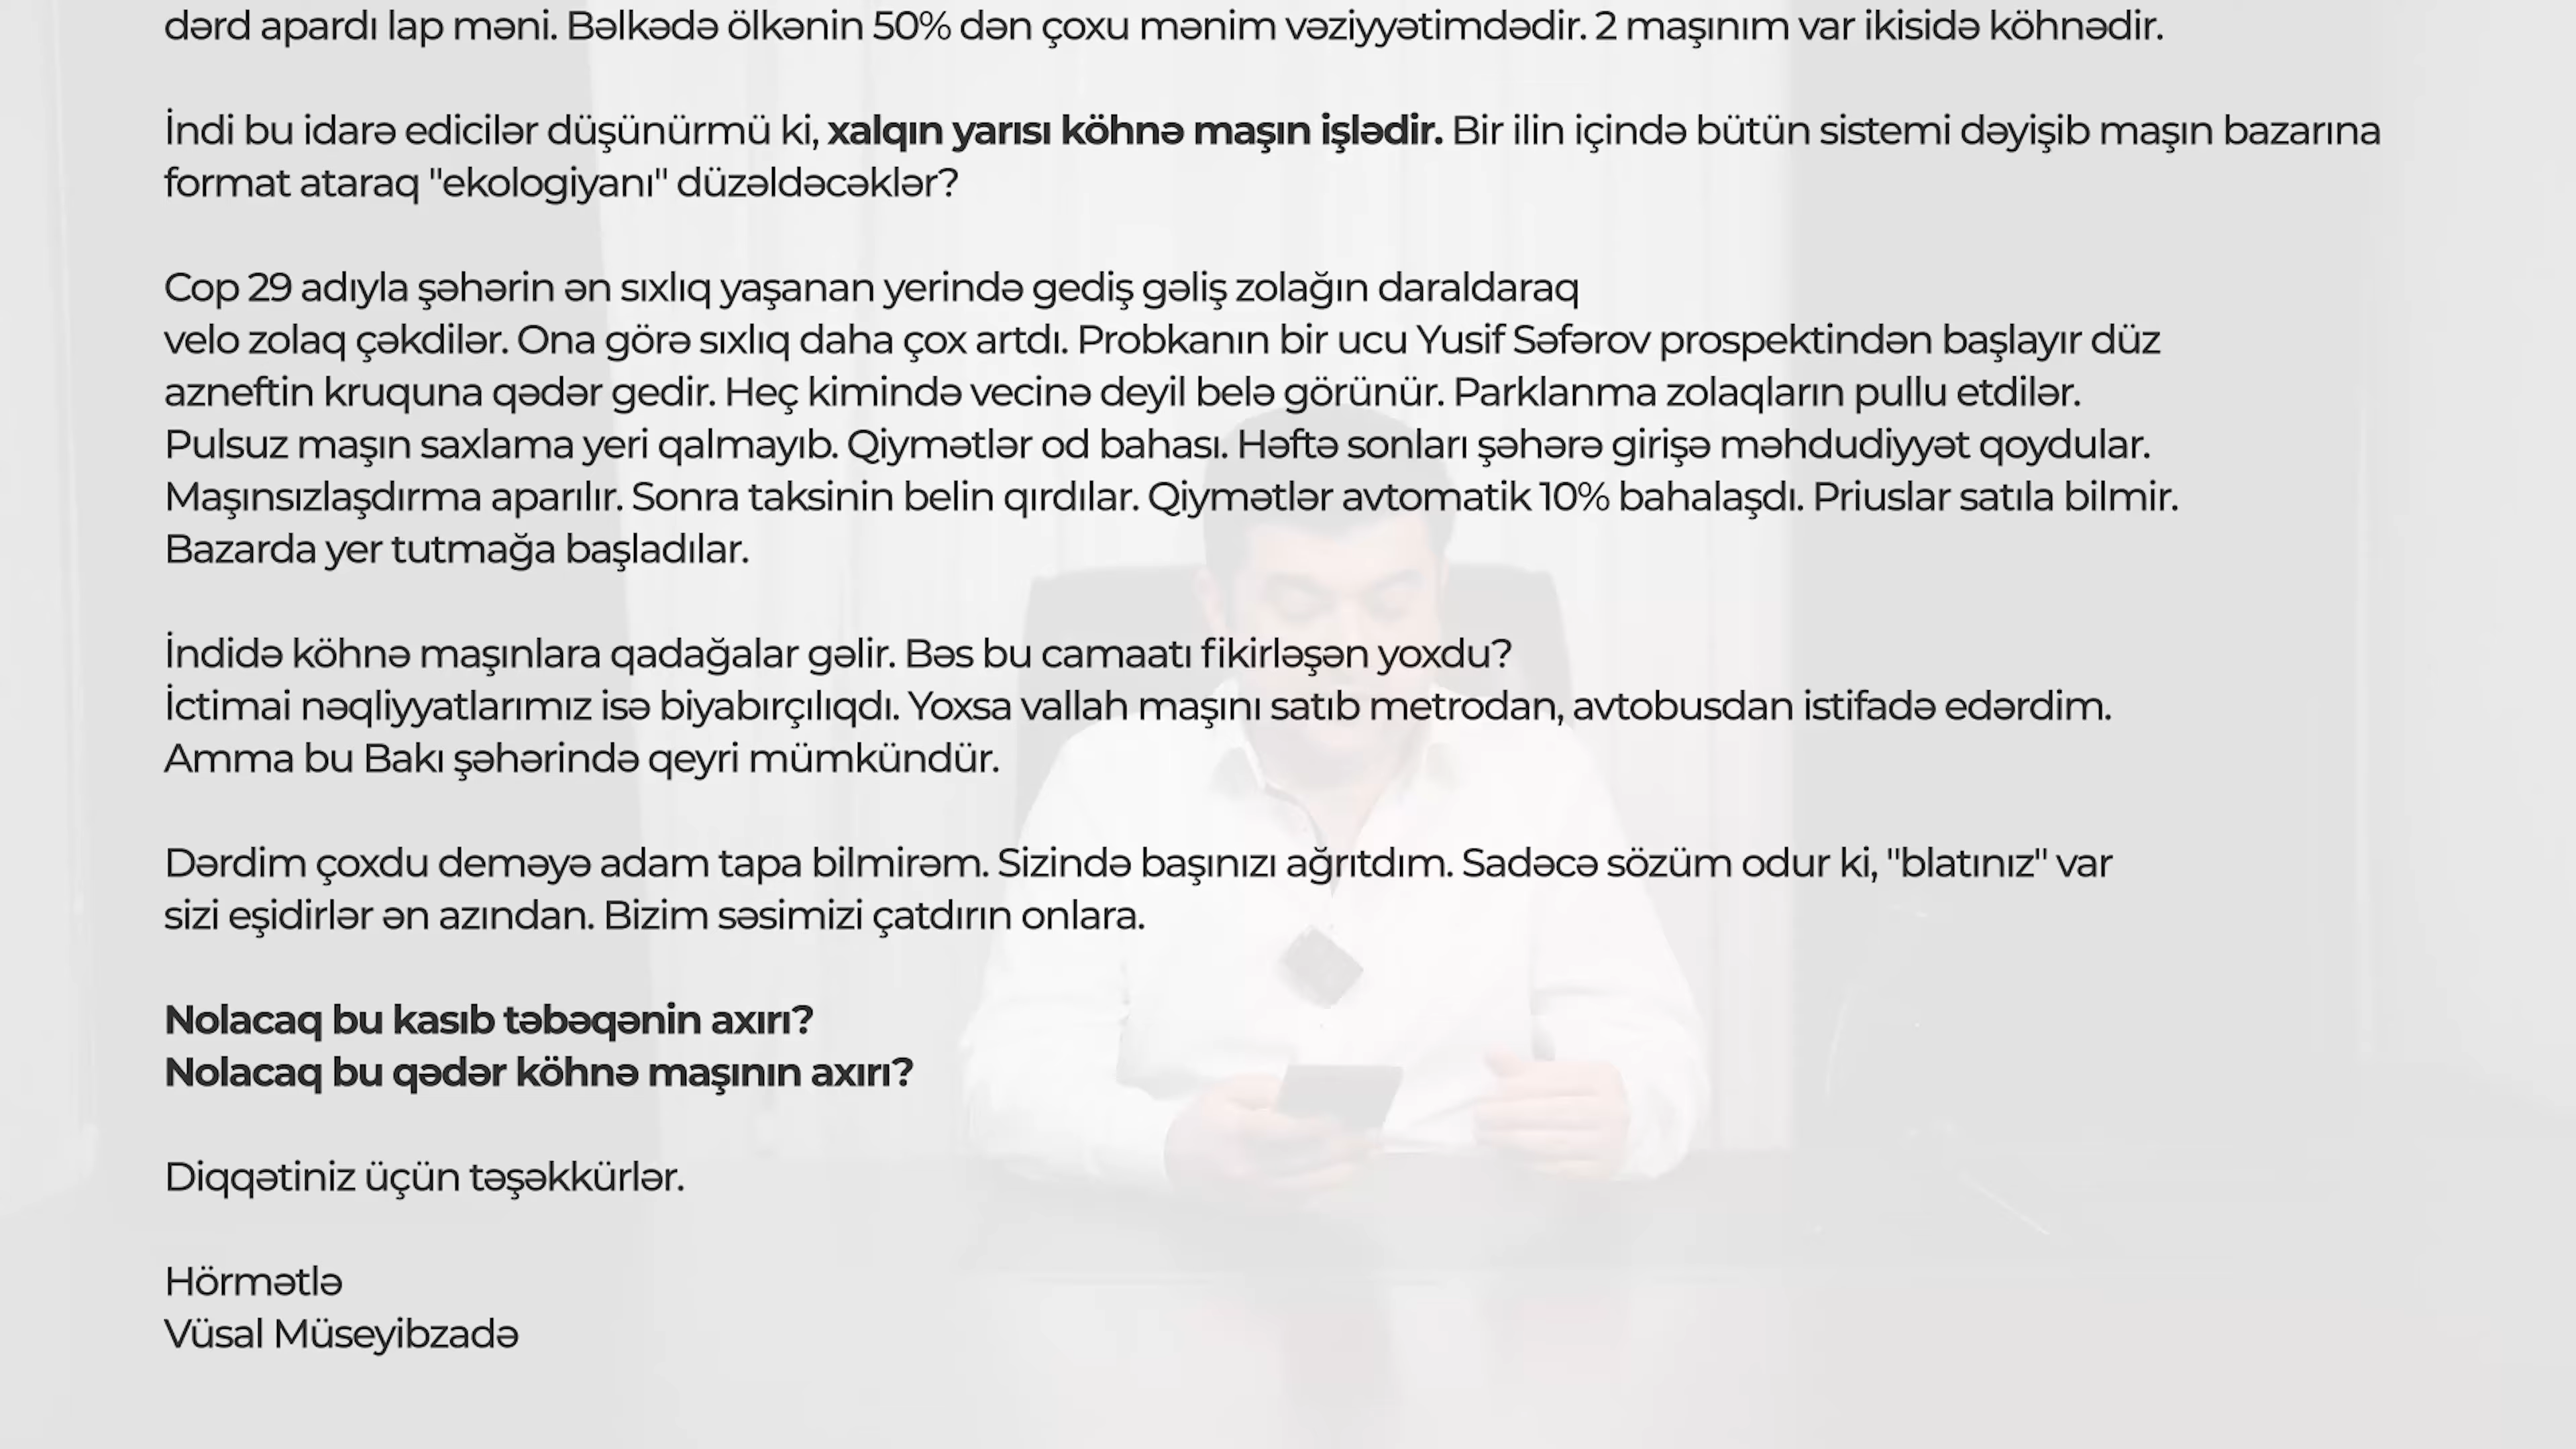 dərd apardı lap məni. Bəlkədə ölkənin 50% dən çoxu mənim vəziyyətimdədir. 2 maşınım var ikisidə köhnədir.
İndi bu idarə edicilər düşünürmü ki, xalqın yarısı köhnə maşın işlədir. Bir ilin içində bütün sistemi dəyişib maşın bazarına
format ataraq "ekologiyanı" düzəldəcəklər?
Cop 29 adıyla şəhərin ən sıxlıq yaşanan yerində gediş gəliş zolağın daraldaraq
velo zolaq çəkdilər. Ona görə sıxlıq daha çox artdı. Probkanın bir ucu Yusif Səfərov prospektindən başlayır düz
azneftin kruquna qədər gedir. Heç kimində vecinə deyil belə görünür. Parklanma zolaqların pullu etdilər.
Pulsuz maşın saxlama yeri qalmayıb. Qiymətlər od bahası. Həftə sonları şəhərə girişə məhdudiyyət qoydular.
Maşınsızlaşdırma aparılır. Sonra taksinin belin qırdılar. Qiymətlər avtomatik 10% bahalaşdı. Priuslar satıla bilmir.
Bazarda yer tutmağa başladılar.
İndidə köhnə maşınlara qadağalar gəlir. Bəs bu camaatı fikirləşən yoxdu?
İctimai nəqliyyatlarımız isə biyabırçılıqdı. Yoxsa vallah maşını satıb metrodan, avtobusdan istifadə edərdim.
Amma bu Bakı şəhərində qeyri mümkündür.
Dərdim çoxdu deməyə adam tapa bilmirəm. Sizində başınızı ağrıtdım. Sadəcə sözüm odur ki, "blatınız" var
sizi eşidirlər ən azından. Bizim səsimizi çatdırın onlara.
Nolacaq bu kasıb təbəqənin axırı?
Nolacaq bu qədər köhnə maşının axırı?
Diqqətiniz üçün təşəkkürlər.
Hörmətlə
Vüsal Müseyibzadə